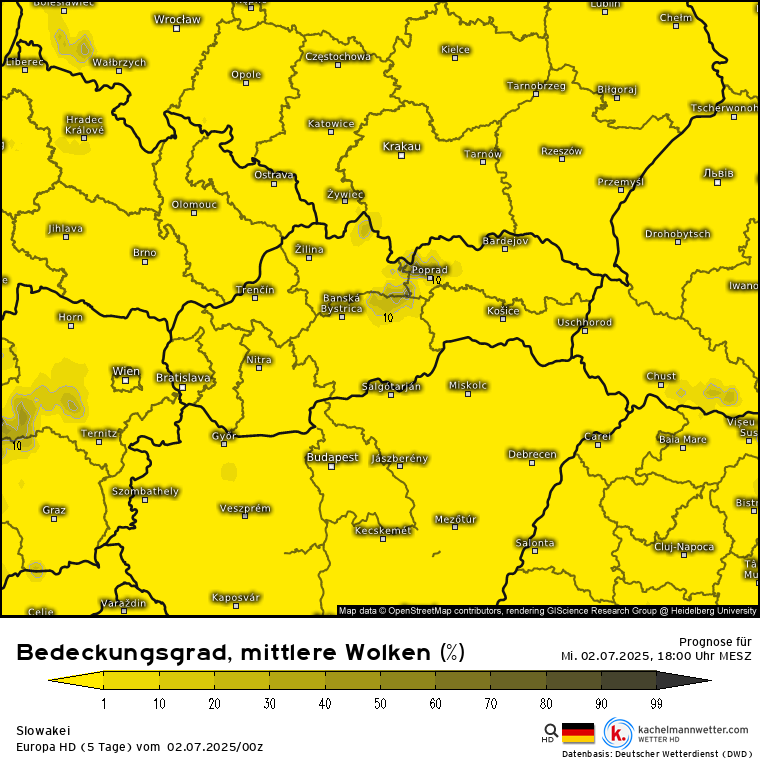 Bolesławiec
Wrocław
Lublin
Chełm
Liberec
Wałbrzych
Opole
Częstochowa
Kielce
Tarnobrzeg
Biłgoraj
Tscherwonoh
Hradec
Králové
Katowice
Krakau
Tarnów
Rzeszów
Ostrava
Żywiec
Przemyśl
Львів
Olomouc
Jihlava
Brno
Žilina
Bardejov
Drohobytsch
Poprad
0
Trenčín
Banská
Bystrica
10
Košice
Iwano
Horn
Uschhorod
Wien
Bratislava
Nitra
Salgótarján
Miskolc
Chust
10
Ternitz
Győr
Budapest
Jászberény
Debrecen
Carei
Baia Mare
Vișeu
Sus
Graz
Szombathely
Veszprém
Kecskemét
Mezőtúr
Salonta
Bistr
Cluj-Napoca
Celje
Varaždin
Kaposvár
Map data © OpenStreetMap contributors, rendering GIScience Research Group @ Heidelberg University
Bedeckungsgrad, mittlere Wolken (%)
Prognose für
Mi. 02.07.2025, 18:00 Uhr MESZ
1 10 20 30 40 50 60 70 80 90 99
Slowakei
Europa HD (5 Tage) vom 02.07.2025/00z
HD
k.
kachelmannwetter.com
WETTER HD
Datenbasis: Deutscher Wetterdienst (DWD)